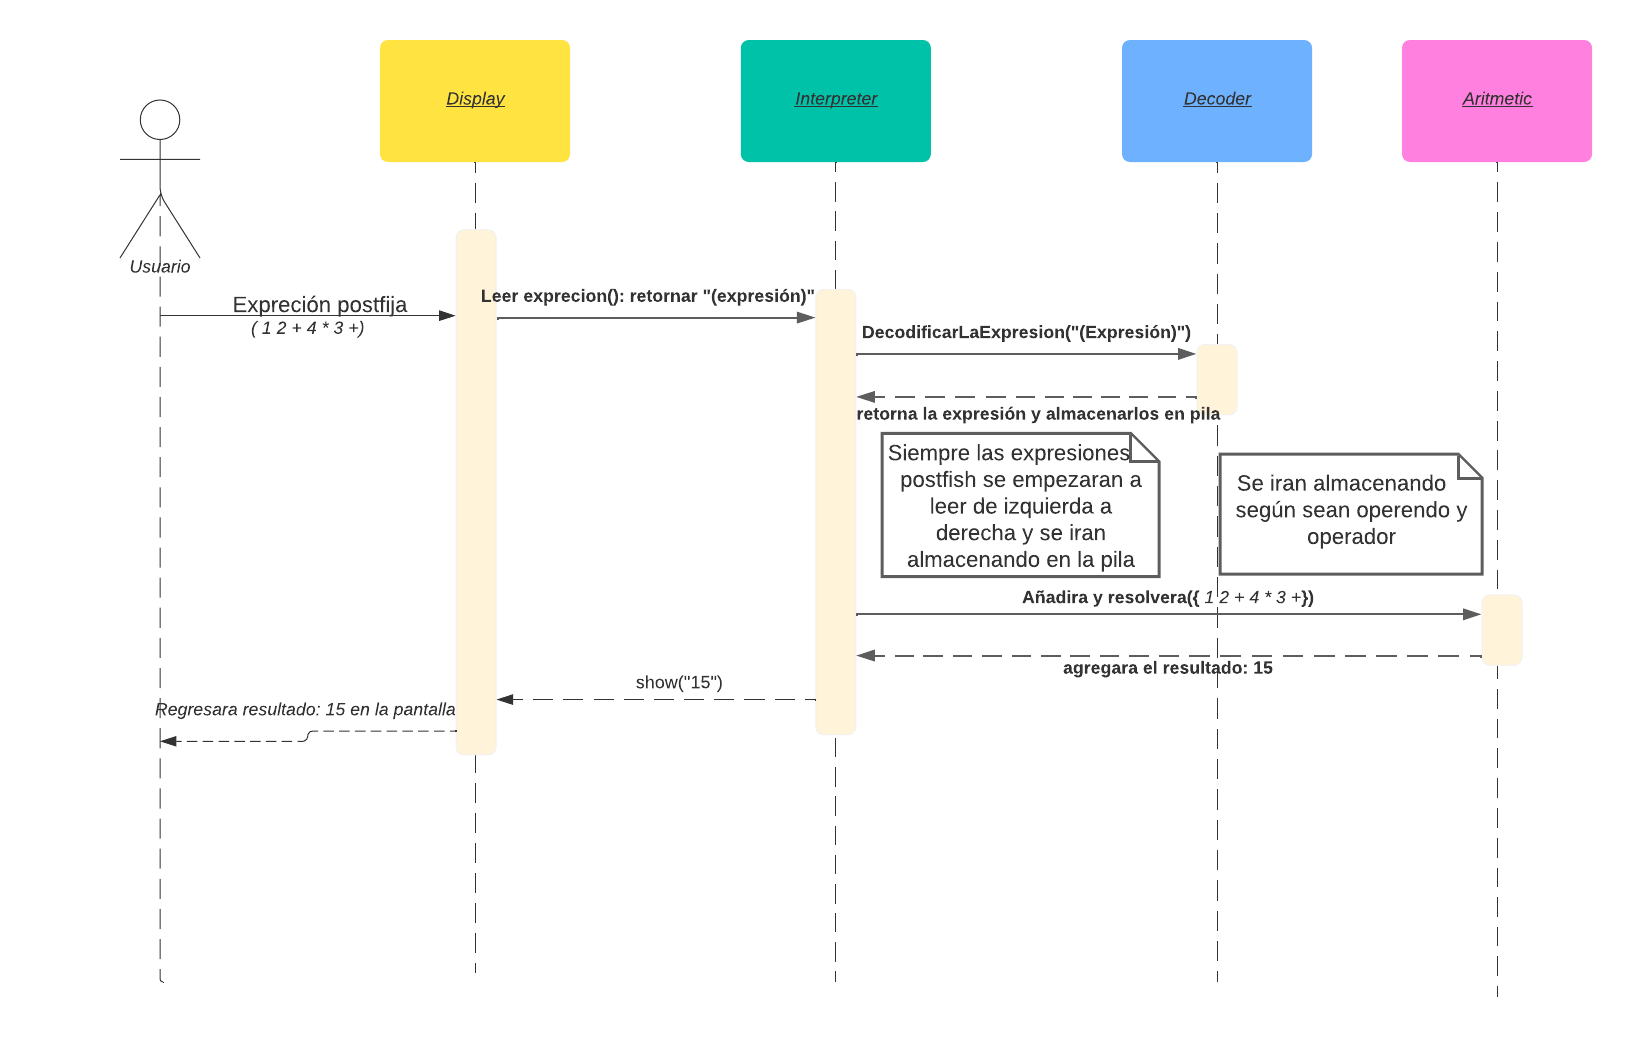 Display
Interpreter
Decoder
Aritmetic
Usuario
Expreción postfija
( 1 2 + 4 * 3 +)
Leer exprecion(): retornar "(expresión)"
DecodificarLaExpresion("(Expresión)")
retorna la expresión y almacenarlos en pila
Siempre las expresiones
postfish se empezaran a
leer de izquierda a
derecha y se iran
almacenando en la pila
Se iran almacenando
según sean operendo y
operador
Añadira y resolvera({ 1 2 + 4 * 3 +})
agregara el resultado: 15
show("15")
Regresara resultado: 15 en la pantalla